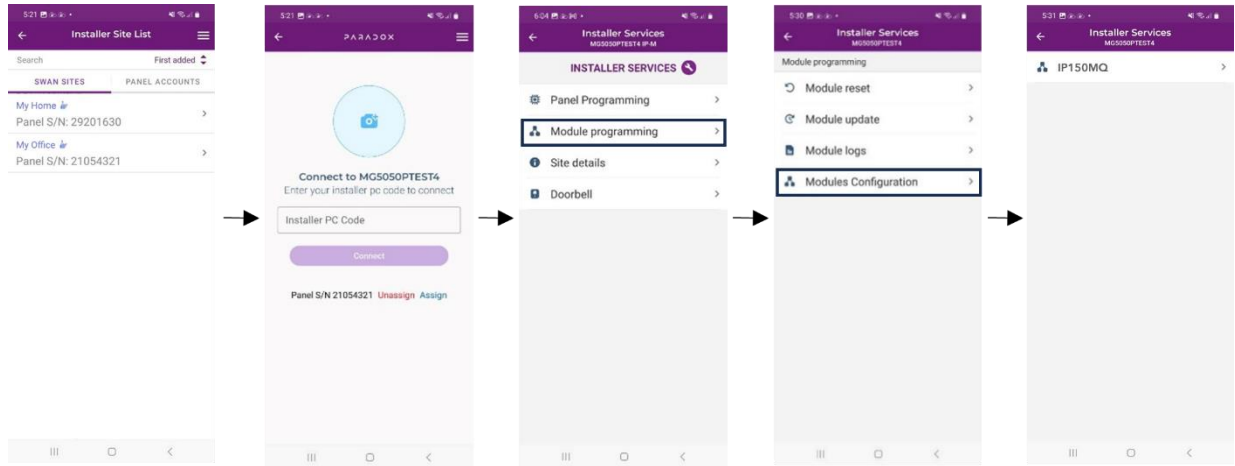 5:21
Installer Site List
Search
First added
SWAN SITES
PANEL ACCOUNTS
My Home
Panel S/N: 29201630
My Office
Panel S/N: 21054321
5:21
PARADOX
Connect to MG5050PTEST4
Enter your installer pc code to connect
Installer PC Code
Connect
Panel S/N 21054321 Unassign Assign
6:04
Installer Services
MG5050PTEST4 IP-M
INSTALLER SERVICES
Panel Programming
Module programming
Site details
Doorbell
5:30
Installer Services
MG5050PTEST4
Module programming
Module reset
Module update
Module logs
Modules Configuration
5:31
Installer Services
MG5050PTEST4
IP150MQ